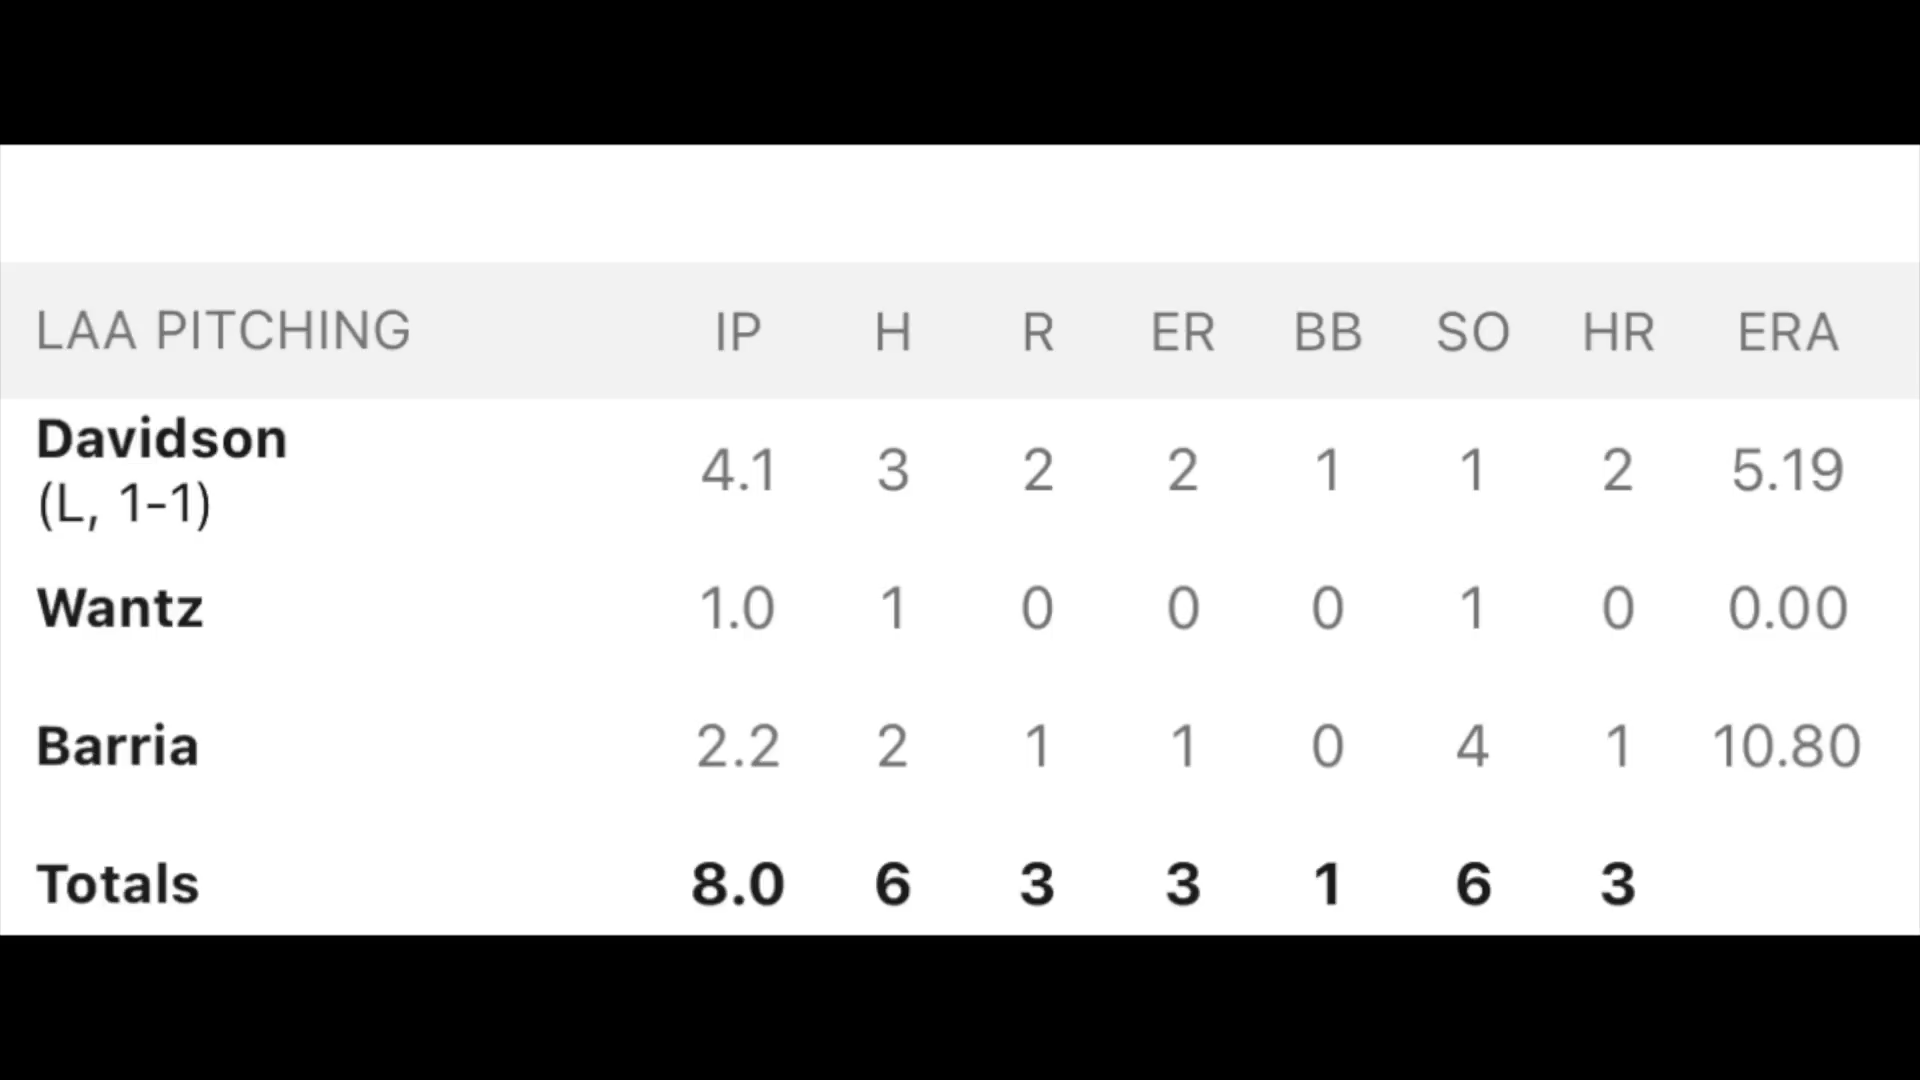 LAA PITCHING IP H R ER BB SO HR ERA
Davidson 4.1 3 2 2 1 1 2 5.19
(L, 1-1)
Wantz 1.0 1 0 0 0 1 0 0.00
Barria 2.2 2 1 1 0 4 1 10.80
Totals 8.0 6 3 3 1 6 3